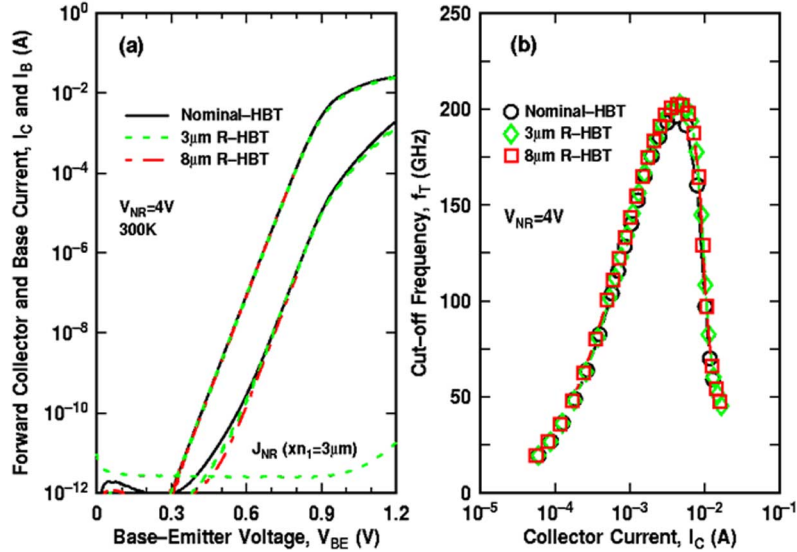 (a)
Forward Collector and Base Current, I_C and I_B (A)
10^0
10^−2
10^−4
10^−6
10^−8
10^−10
10^−12
Nominal−HBT
3μm R−HBT
8μm R−HBT
V_NR=4V
300K
J_NR (xn_1=3μm)
0 0.3 0.6 0.9 1.2
Base−Emitter Voltage, V_BE (V)
(b)
Cut−off Frequency, f_T (GHz)
250
200
150
100
50
0
Nominal−HBT
3μm R−HBT
8μm R−HBT
V_NR=4V
10^−5 10^−4 10^−3 10^−2 10^−1
Collector Current, I_C (A)